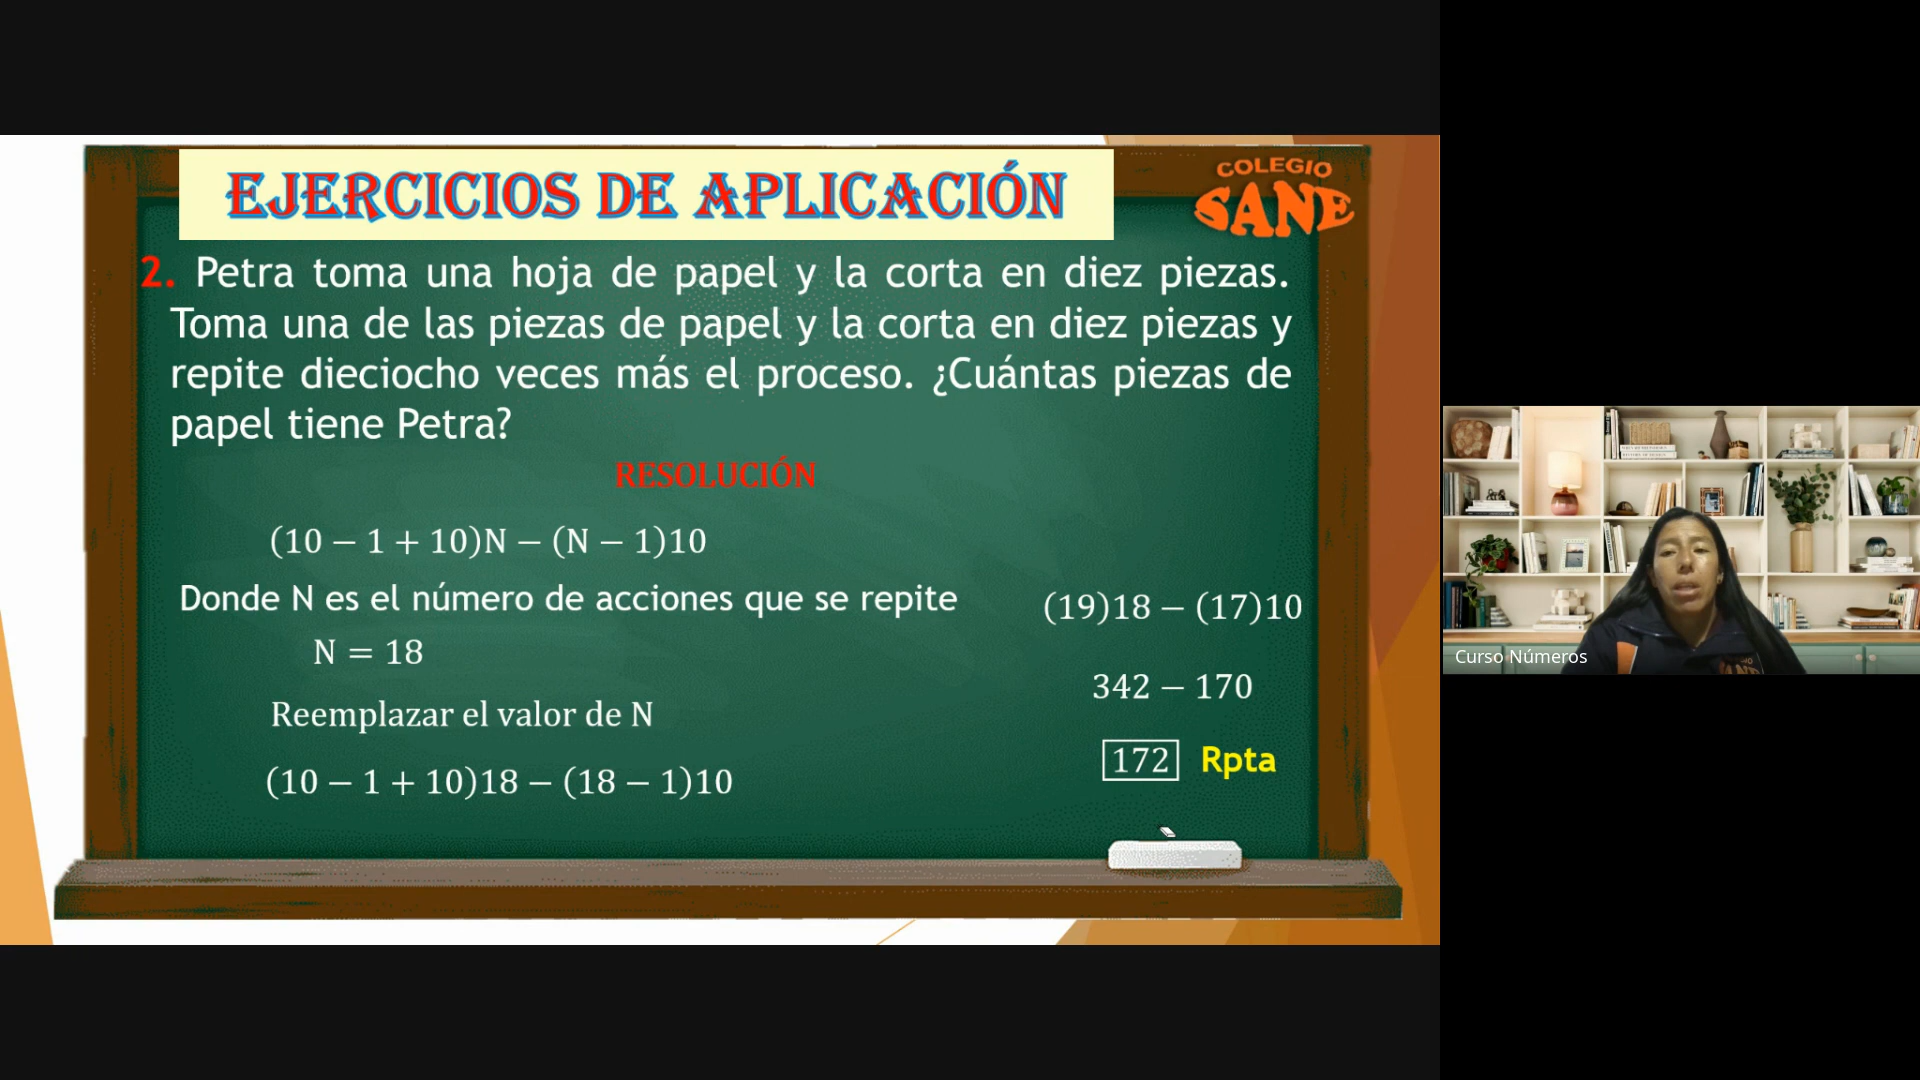 EJERCICIOS DE APLICACIÓN
COLEGIO
SANE
2. Petra toma una hoja de papel y la corta en diez piezas.
Toma una de las piezas de papel y la corta en diez piezas y
repite dieciocho veces más el proceso. ¿Cuántas piezas de
papel tiene Petra?
RESOLUCIÓN
(10 − 1 + 10)N − (N − 1)10
Donde N es el número de acciones que se repite
N = 18
Reemplazar el valor de N
(10 − 1 + 10)18 − (18 − 1)10
(19)18 − (17)10
342 − 170
172 Rpta
Curso Números